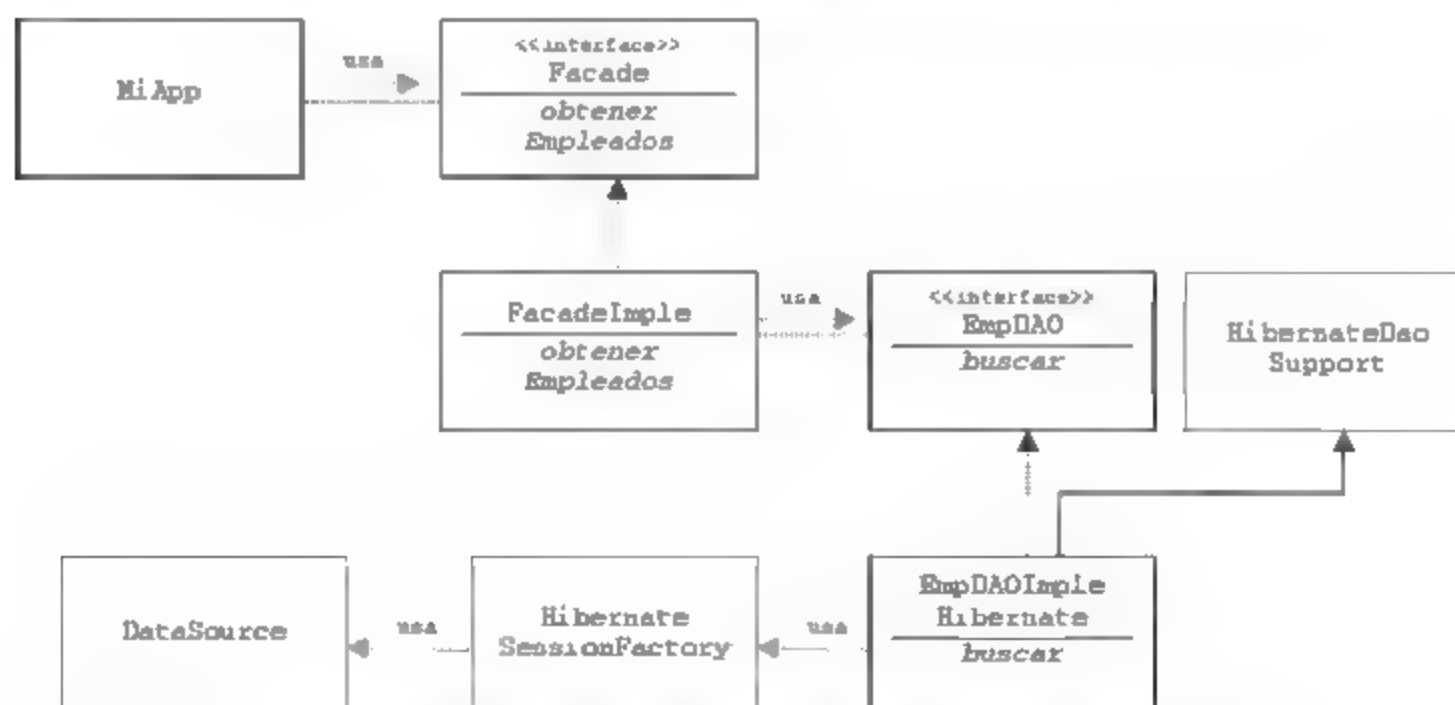 MiApp
usa
<<interface>>
Facade
obtener
Empleados
FacadeImple
obtener
Empleados
usa
<<interface>>
EmpDAO
buscar
HibernateDao
Support
DataSource
usa
Hibernate
SessionFactory
usa
EmpDAOImple
Hibernate
buscar